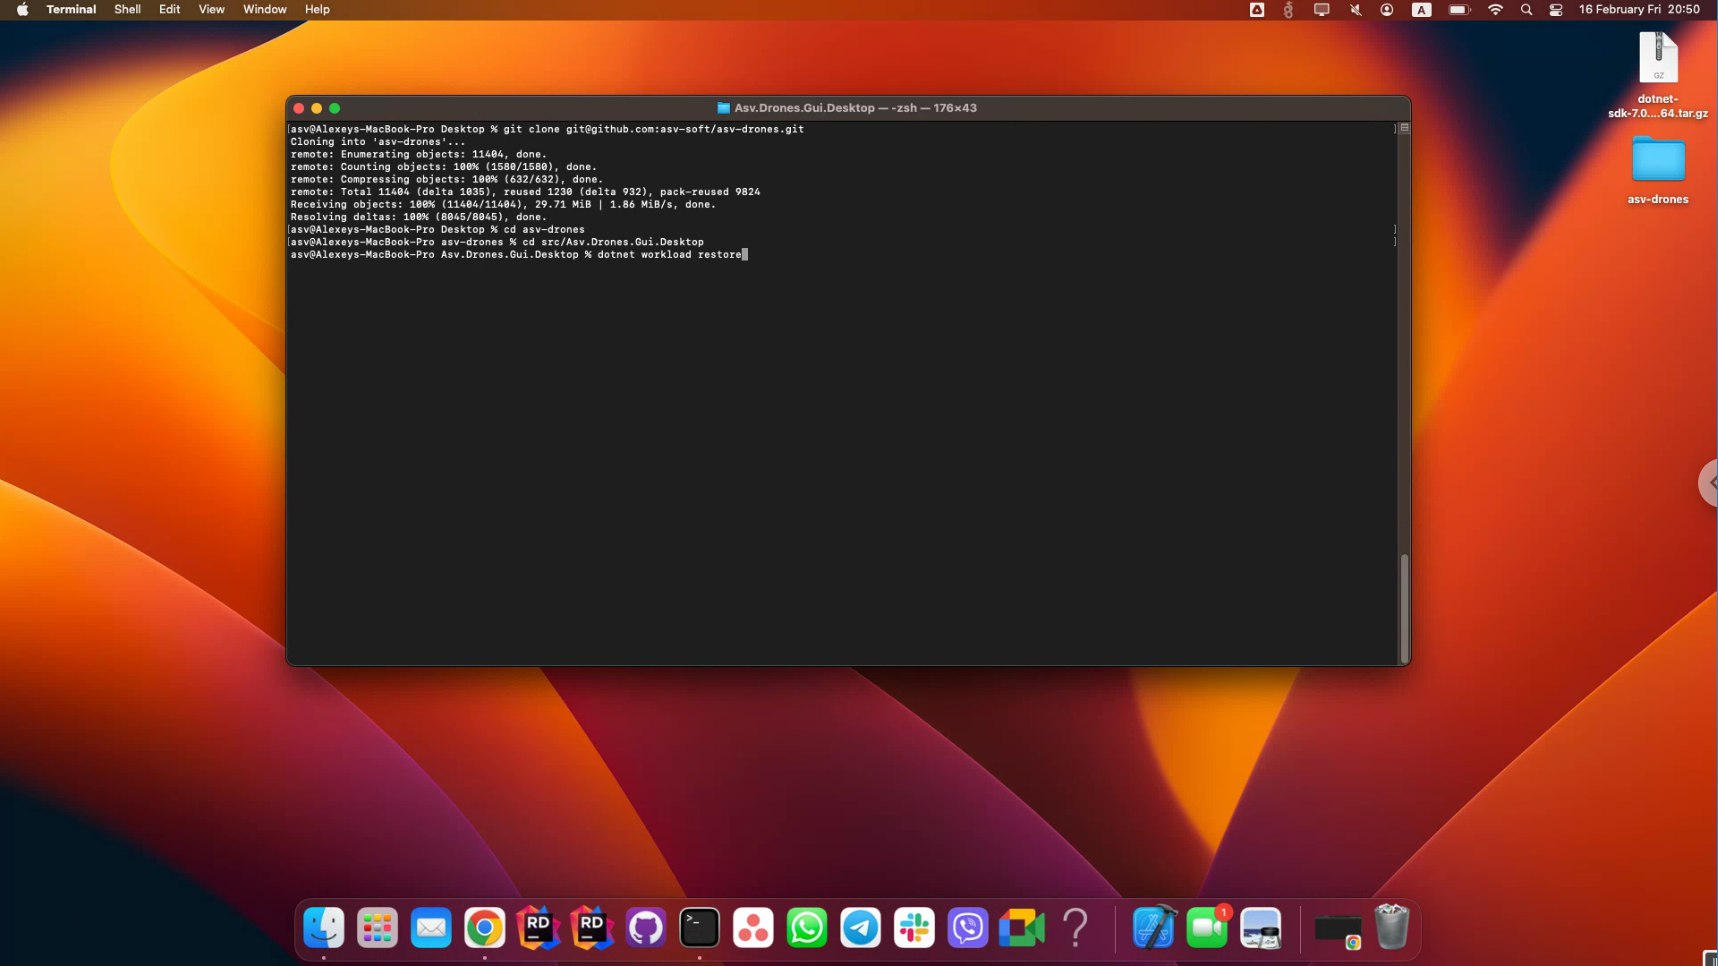 Terminal Shell Edit View Window Help
A
16 February Fri 20:50
GZ
dotnet-
sdk-7.0....64.tar.gz
asv-drones
Asv.Drones.Gui.Desktop — -zsh — 176×43
[asv@Alexeys-MacBook-Pro Desktop % git clone git@github.com:asv-soft/asv-drones.git ]
Cloning into 'asv-drones'...
remote: Enumerating objects: 11404, done.
remote: Counting objects: 100% (1580/1580), done.
remote: Compressing objects: 100% (632/632), done.
remote: Total 11404 (delta 1035), reused 1230 (delta 932), pack-reused 9824
Receiving objects: 100% (11404/11404), 29.71 MiB | 1.86 MiB/s, done.
Resolving deltas: 100% (8045/8045), done.
[asv@Alexeys-MacBook-Pro Desktop % cd asv-drones ]
[asv@Alexeys-MacBook-Pro asv-drones % cd src/Asv.Drones.Gui.Desktop ]
asv@Alexeys-MacBook-Pro Asv.Drones.Gui.Desktop % dotnet workload restore
RD
RD
>_
?
1